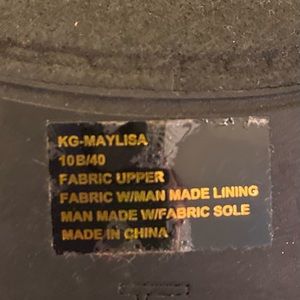 KG-MAYLISA
10B/40
FABRIC UPPER
FABRIC W/MAN MADE LINING
MAN MADE W/FABRIC SOLE
MADE IN CHINA